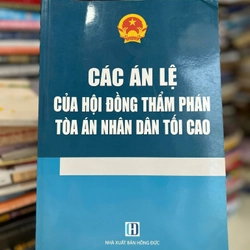 CÁC ÁN LỆ
CỦA HỘI ĐỒNG THẨM PHÁN
TÒA ÁN NHÂN DÂN TỐI CAO
NHÀ XUẤT BẢN HỒNG ĐỨC